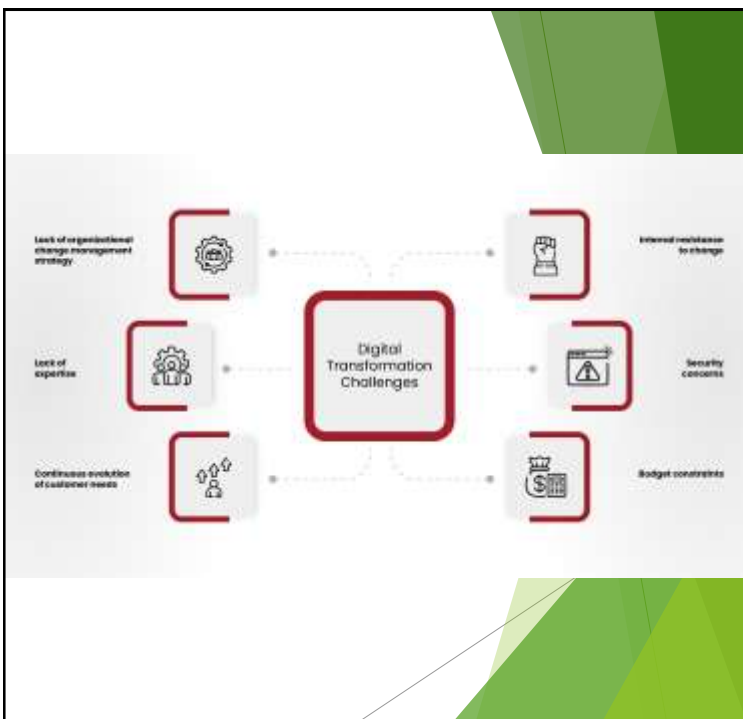 Lack of organizational
change management
strategy
Lack of
expertise
Continuous evolution
of customer needs
Digital
Transformation
Challenges
Internal resistance
to change
Security
concerns
Budget constraints